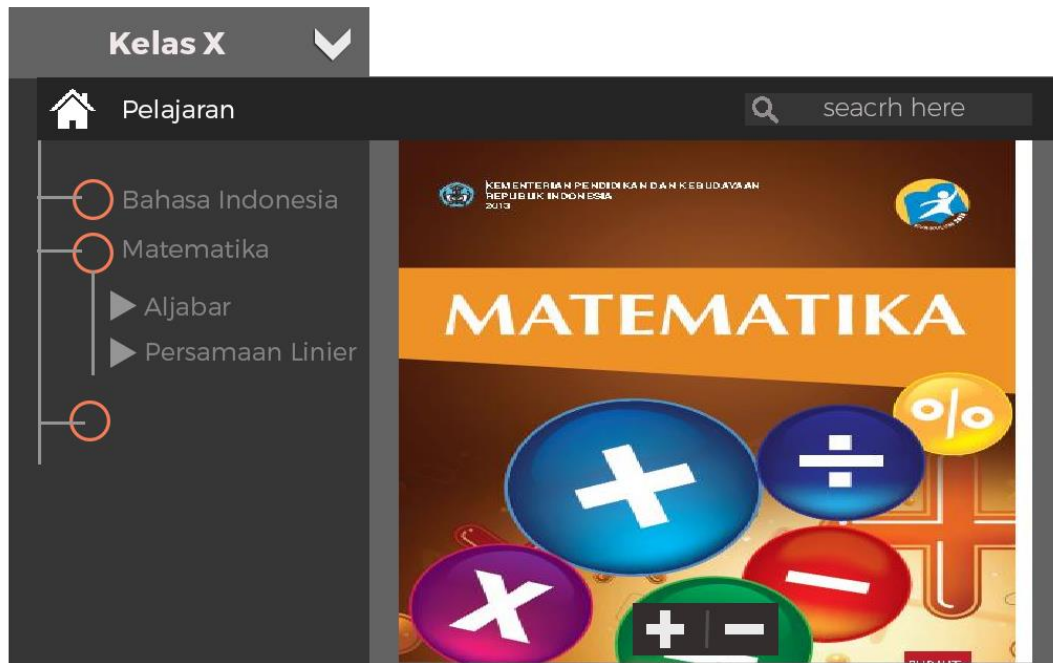 Kelas X
Pelajaran
seacrh here
Bahasa Indonesia
Matematika
Aljabar
Persamaan Linier
KEMENTERIAN PENDIDIKAN DAN KEBUDAYAAN
REPUBLIK INDONESIA
2013
MATEMATIKA
+ ÷ %
x −
+ | −